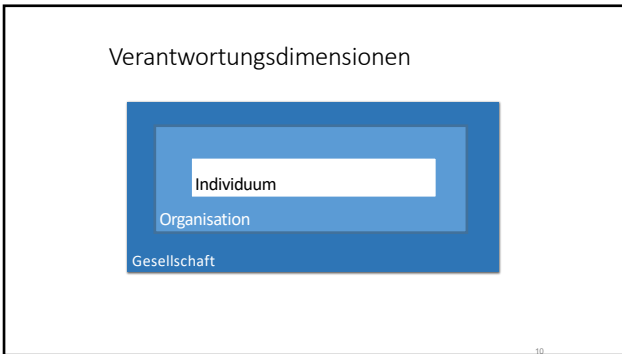 Verantwortungsdimensionen
Individuum
Organisation
Gesellschaft
10